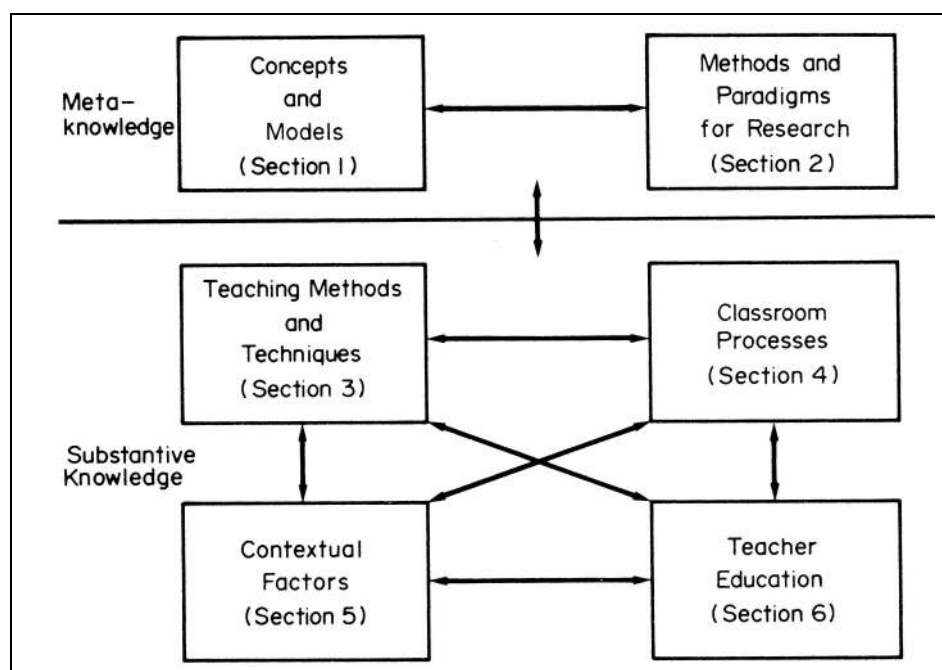 Concepts
and
Models
(Section 1)
Methods and
Paradigms
for Research
(Section 2)
Meta-
knowledge
Teaching Methods
and
Techniques
(Section 3)
Classroom
Processes
(Section 4)
Substantive
Knowledge
Contextual
Factors
(Section 5)
Teacher
Education
(Section 6)